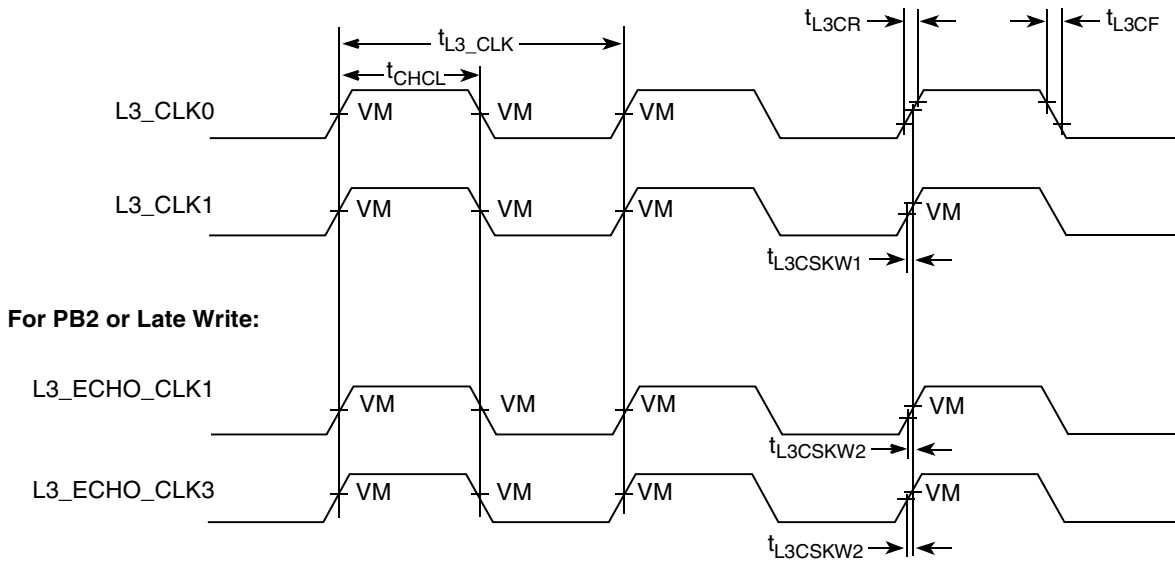 tL3CR
tL3CF
tL3_CLK
tCHCL
L3_CLK0
VM
VM
VM
L3_CLK1
VM
VM
VM
VM
tL3CSKW1
For PB2 or Late Write:
L3_ECHO_CLK1
VM
VM
VM
VM
tL3CSKW2
L3_ECHO_CLK3
VM
VM
VM
VM
tL3CSKW2